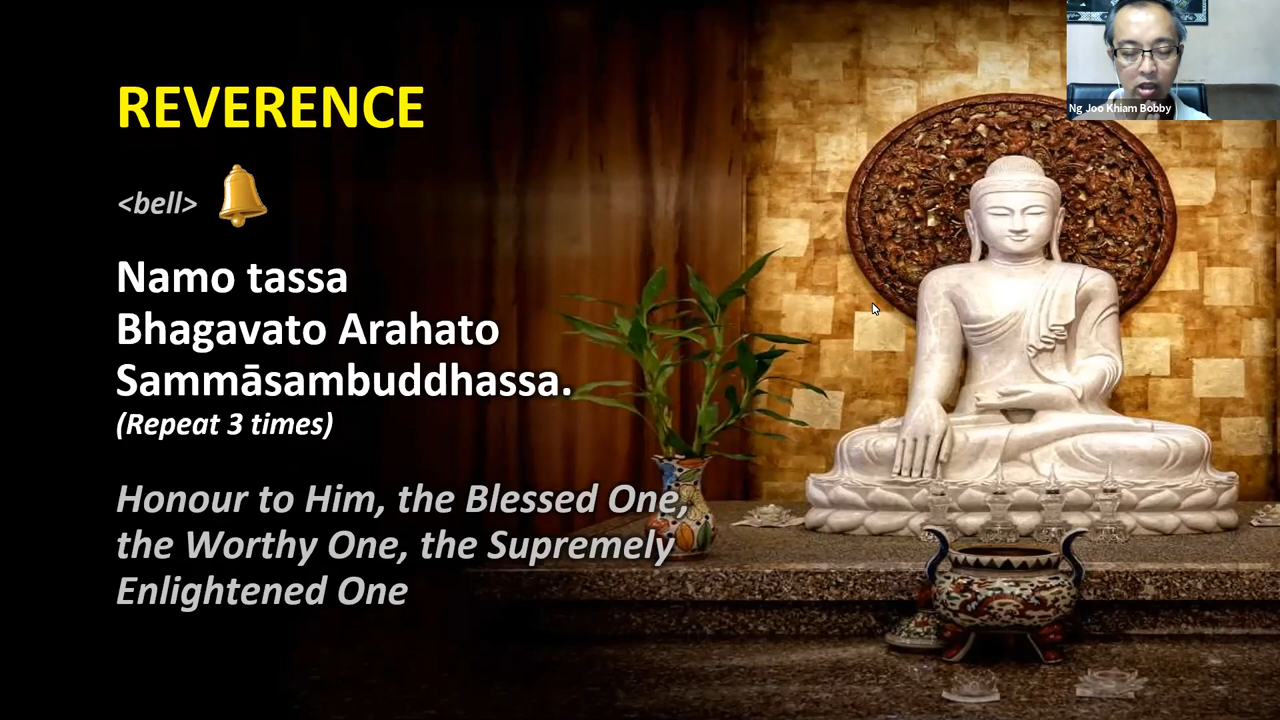 REVERENCE
<bell>
Namo tassa
Bhagavato Arahato
Sammāsambuddhassa.
(Repeat 3 times)
Honour to Him, the Blessed One,
the Worthy One, the Supremely
Enlightened One
Ng Joo Khiam Bobby